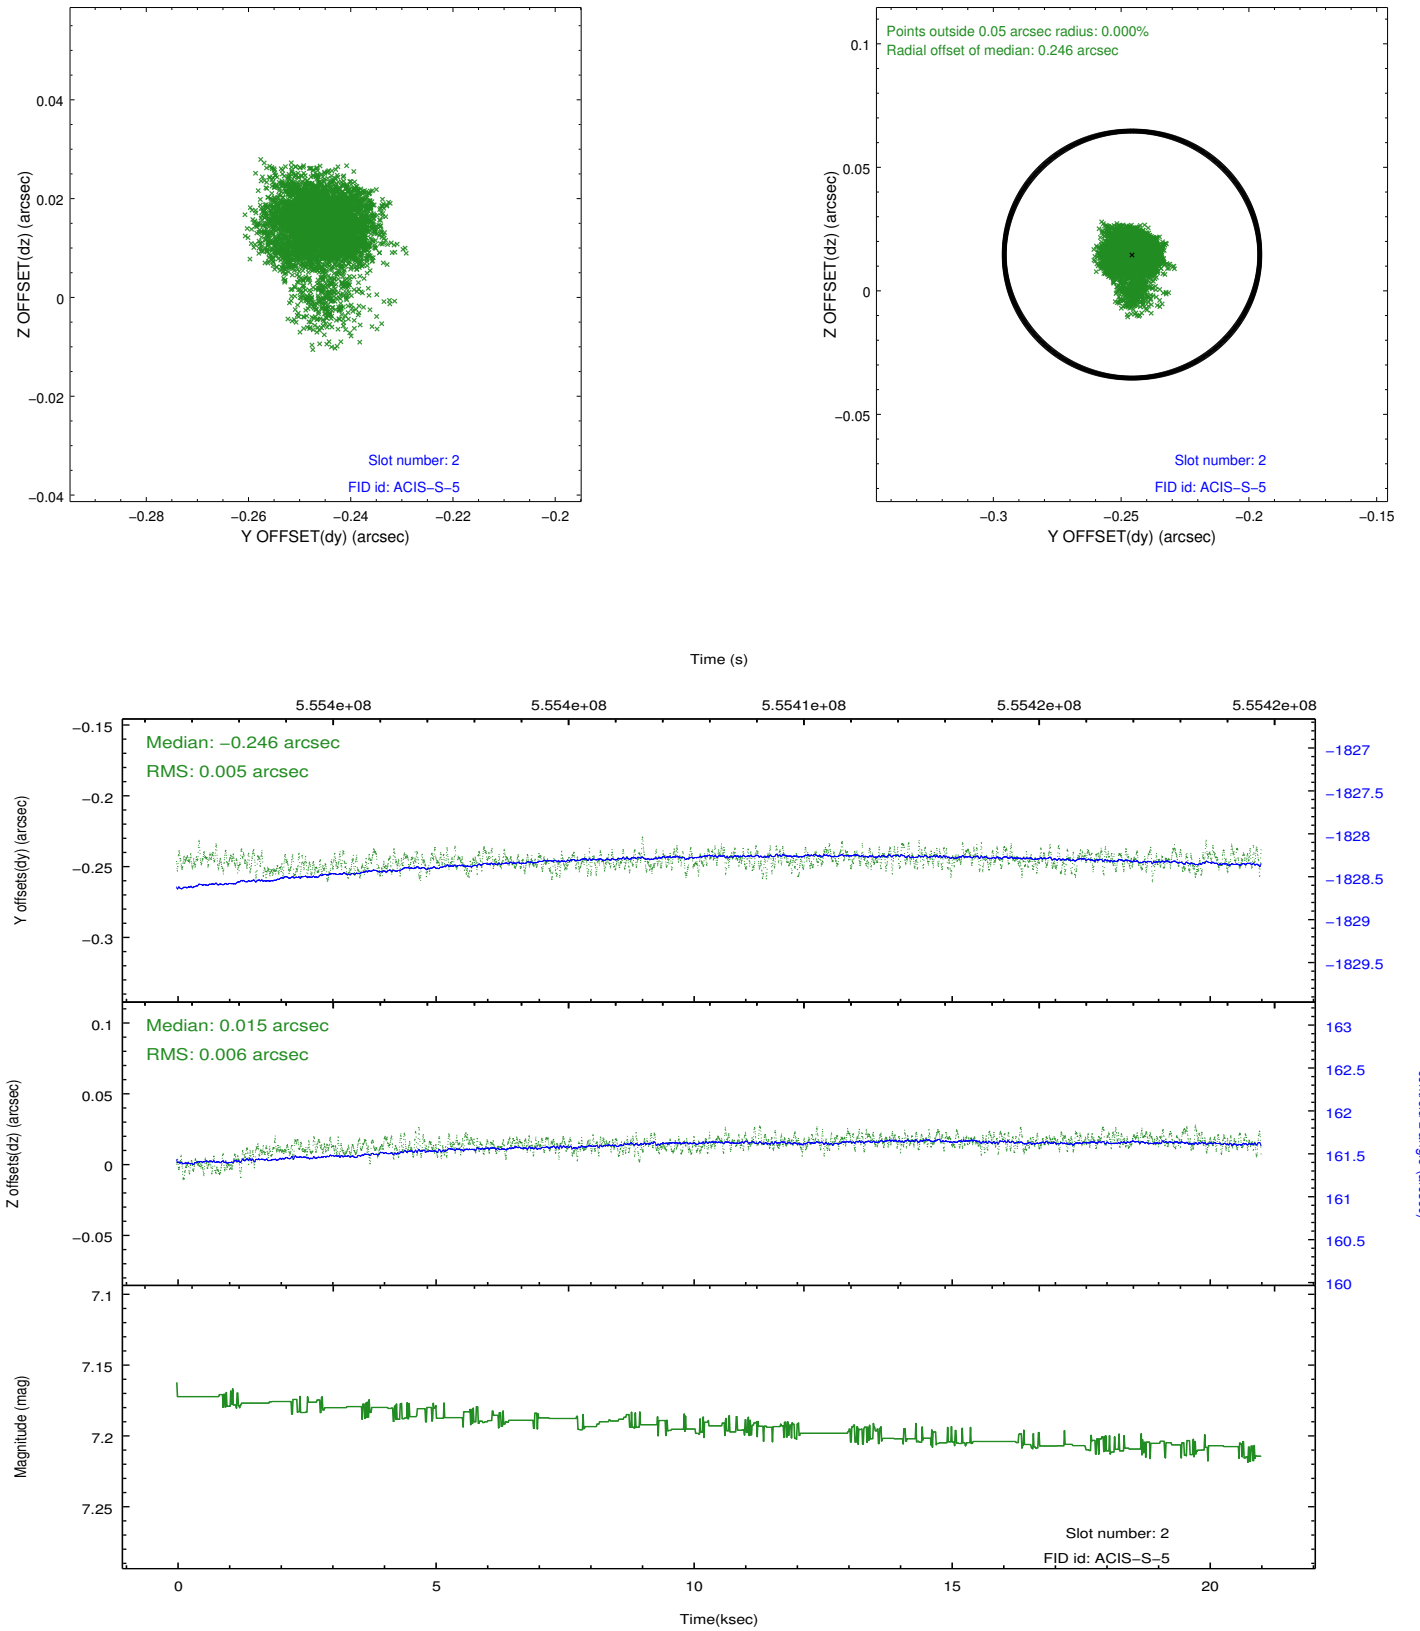 0.04
0.02
0
−0.02
−0.04
Z OFFSET(dz) (arcsec)
Slot number: 2
FID id: ACIS−S−5
−0.28
−0.26
−0.24
−0.22
−0.2
Y OFFSET(dy) (arcsec)
Points outside 0.05 arcsec radius: 0.000%
Radial offset of median: 0.246 arcsec
0.1
0.05
0
−0.05
Z OFFSET(dz) (arcsec)
Slot number: 2
FID id: ACIS−S−5
−0.3
−0.25
−0.2
−0.15
Y OFFSET(dy) (arcsec)
Time (s)
5.554e+08
5.554e+08
5.5541e+08
5.5542e+08
5.5542e+08
Median: −0.246 arcsec
RMS: 0.005 arcsec
−0.15
−0.2
−0.25
−0.3
Y offsets(dy) (arcsec)
−1827
−1827.5
−1828
−1828.5
−1829
−1829.5
Median: 0.015 arcsec
RMS: 0.006 arcsec
0.1
0.05
0
−0.05
Z offsets(dz) (arcsec)
163
162.5
162
161.5
161
160.5
160
7.1
7.15
7.2
7.25
Magnitude (mag)
Slot number: 2
FID id: ACIS−S−5
0
5
10
15
20
Time(ksec)